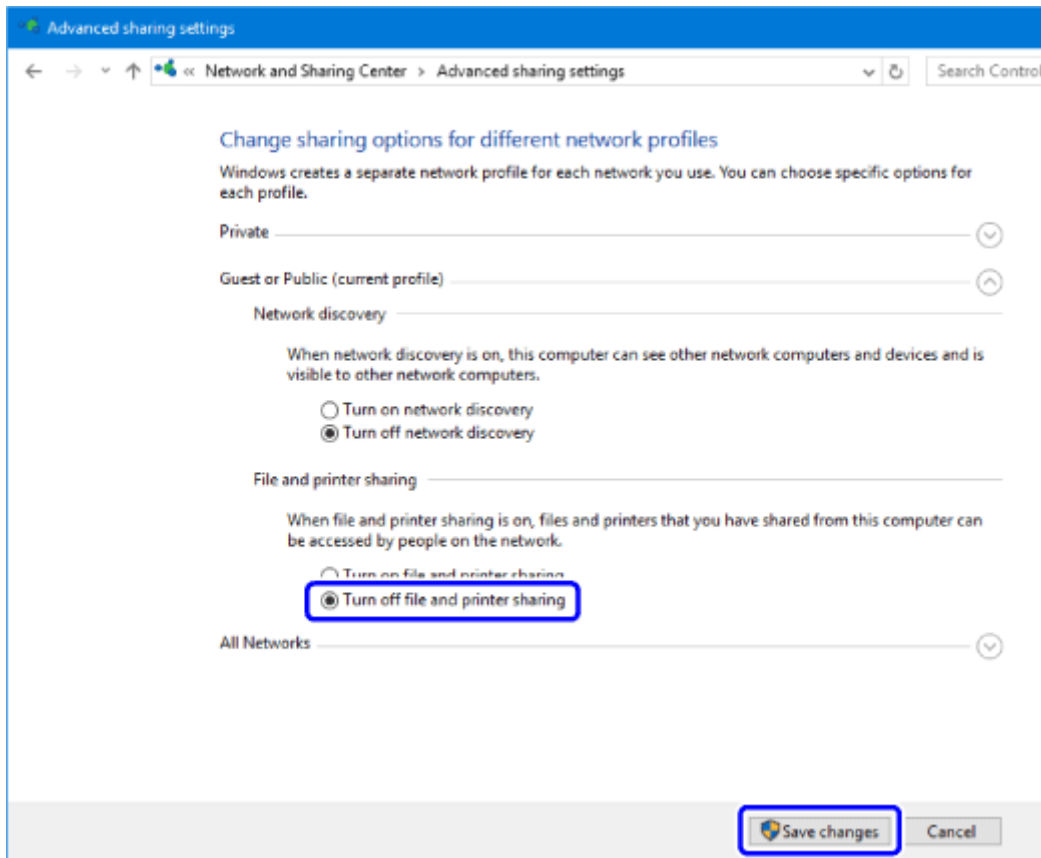 Advanced sharing settings
« Network and Sharing Center > Advanced sharing settings
Search Control
Change sharing options for different network profiles
Windows creates a separate network profile for each network you use. You can choose specific options for
each profile.
Private
Guest or Public (current profile)
Network discovery
When network discovery is on, this computer can see other network computers and devices and is
visible to other network computers.
Turn on network discovery
Turn off network discovery
File and printer sharing
When file and printer sharing is on, files and printers that you have shared from this computer can
be accessed by people on the network.
Turn on file and printer sharing
Turn off file and printer sharing
All Networks
Save changes
Cancel